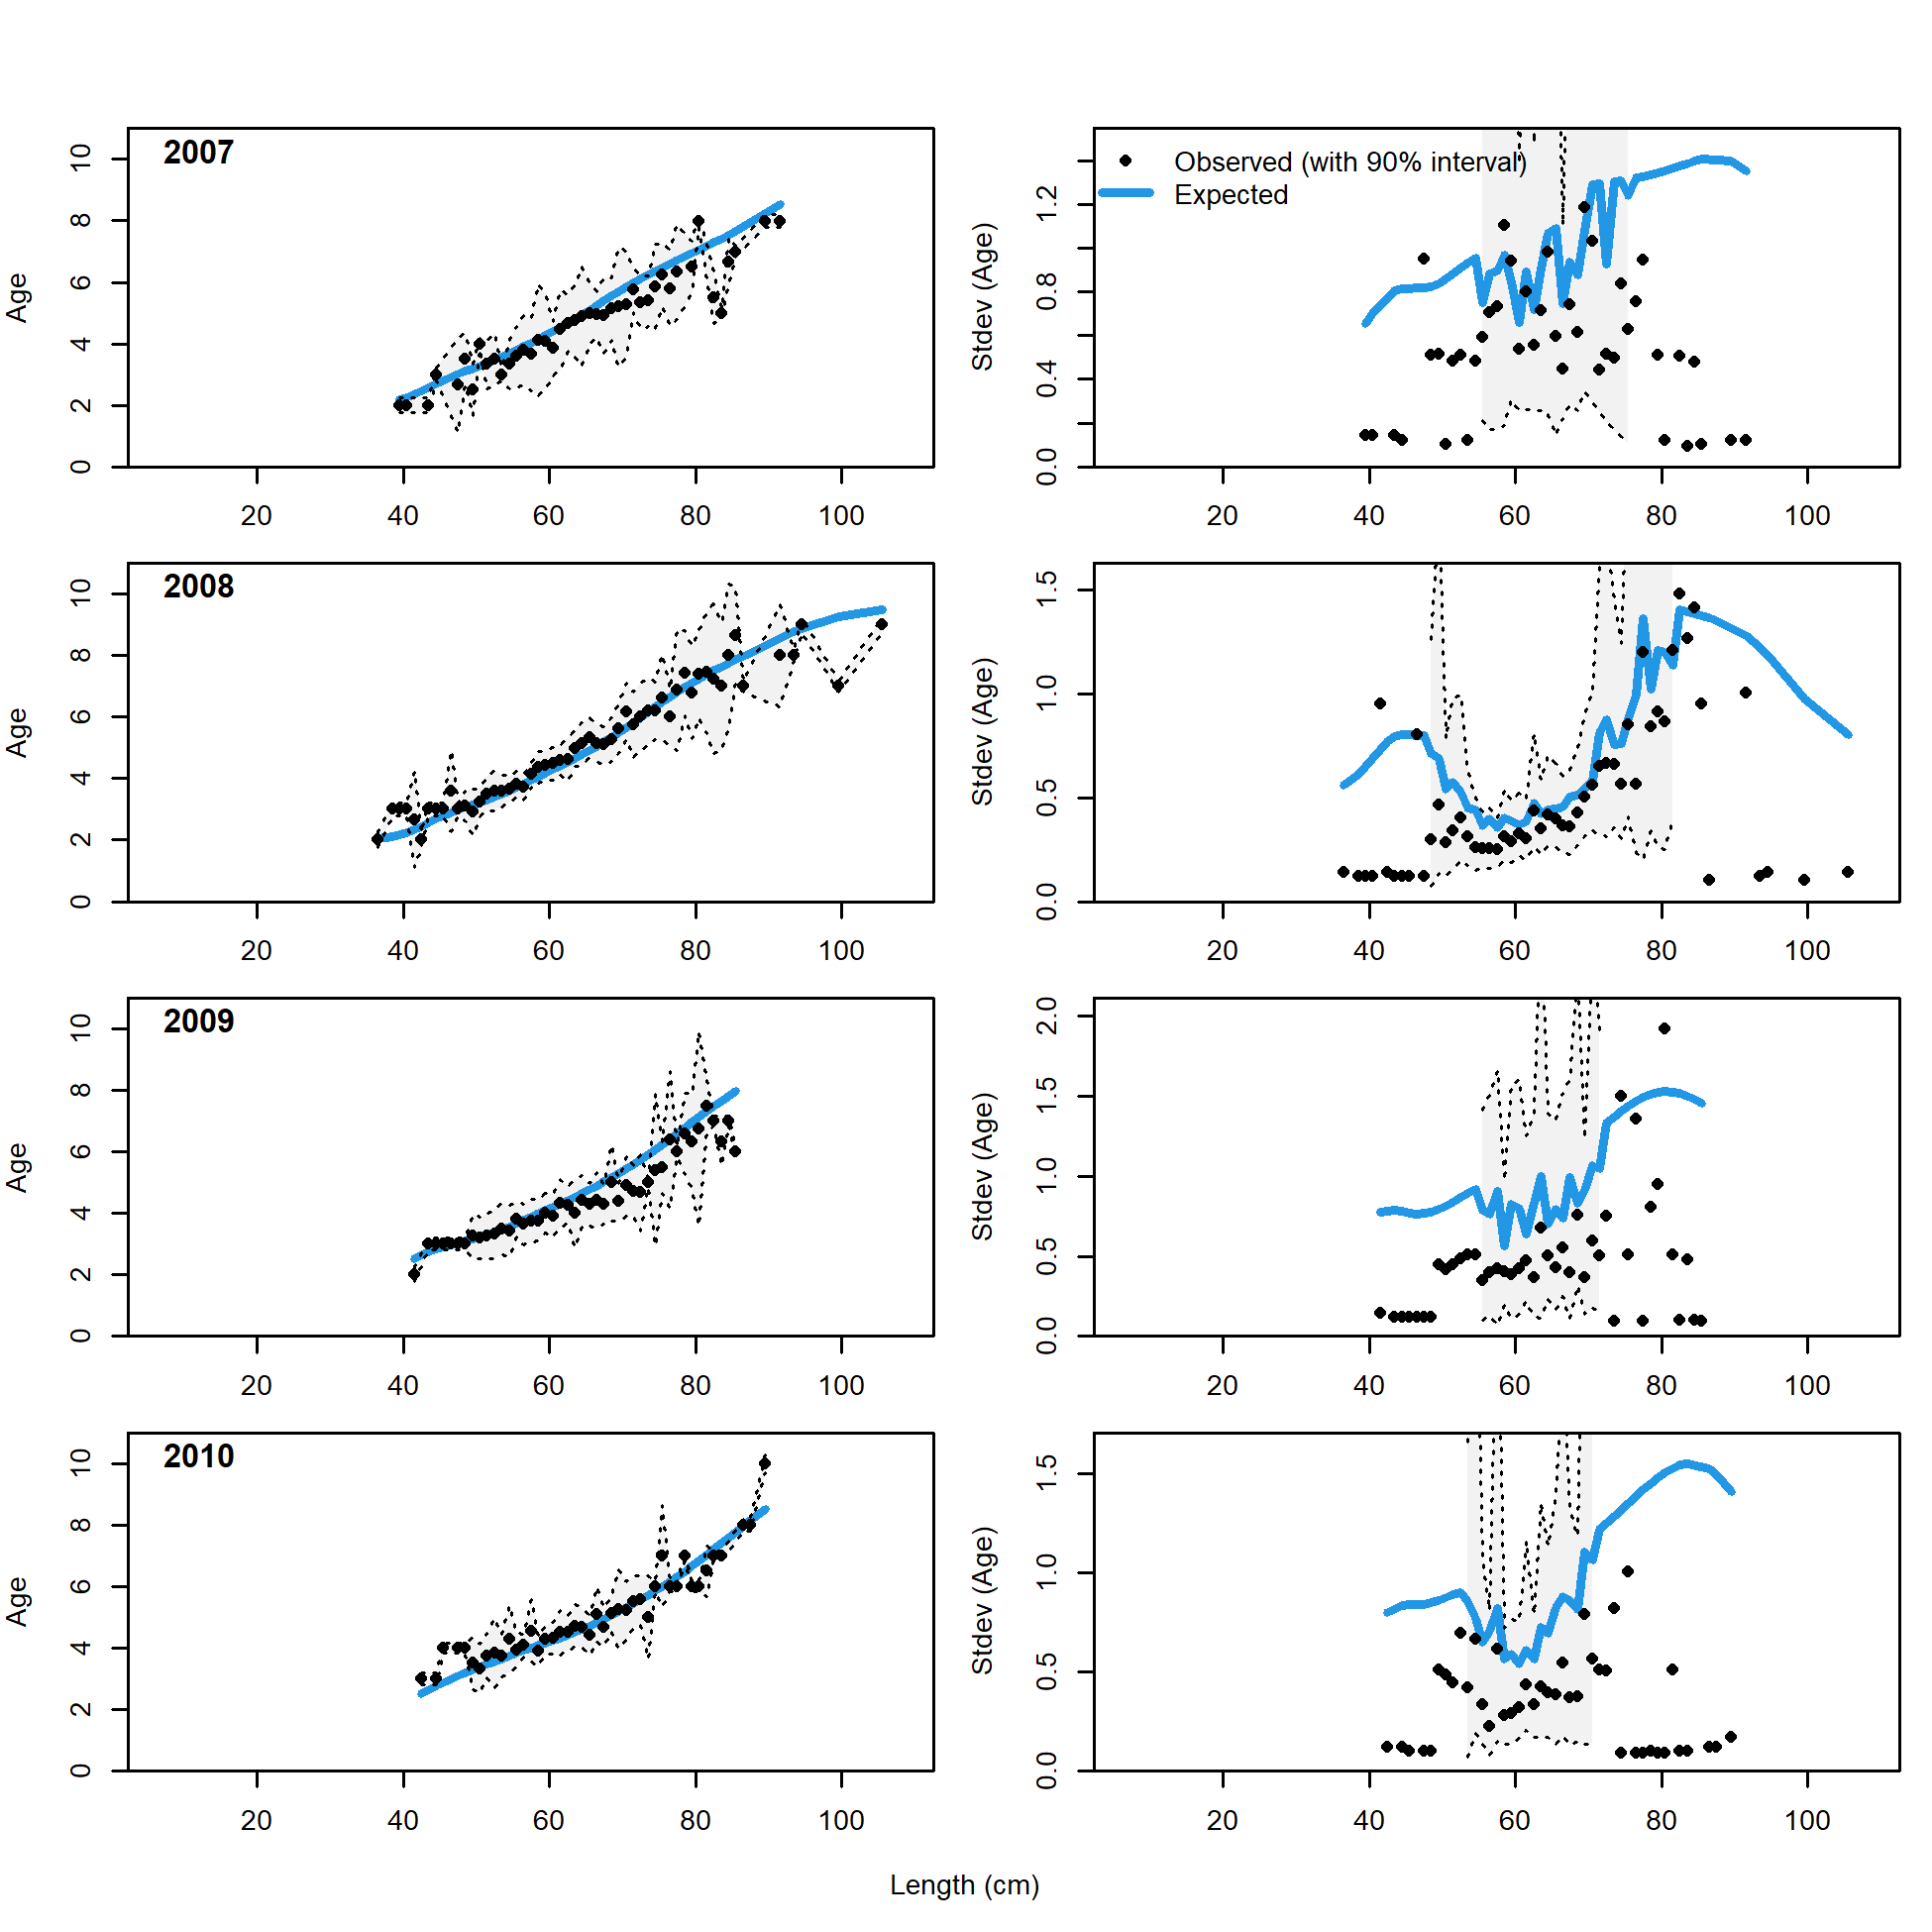 2007
Age
0 2 4 6 8 10
20 40 60 80 100
Observed (with 90% interval)
Expected
Stdev (Age)
0.0 0.4 0.8 1.2
20 40 60 80 100
2008
Age
0 2 4 6 8 10
20 40 60 80 100
Stdev (Age)
0.0 0.5 1.0 1.5
20 40 60 80 100
2009
Age
0 2 4 6 8 10
20 40 60 80 100
Stdev (Age)
0.0 0.5 1.0 1.5 2.0
20 40 60 80 100
2010
Age
0 2 4 6 8 10
20 40 60 80 100
Stdev (Age)
0.0 0.5 1.0 1.5
20 40 60 80 100
Length (cm)